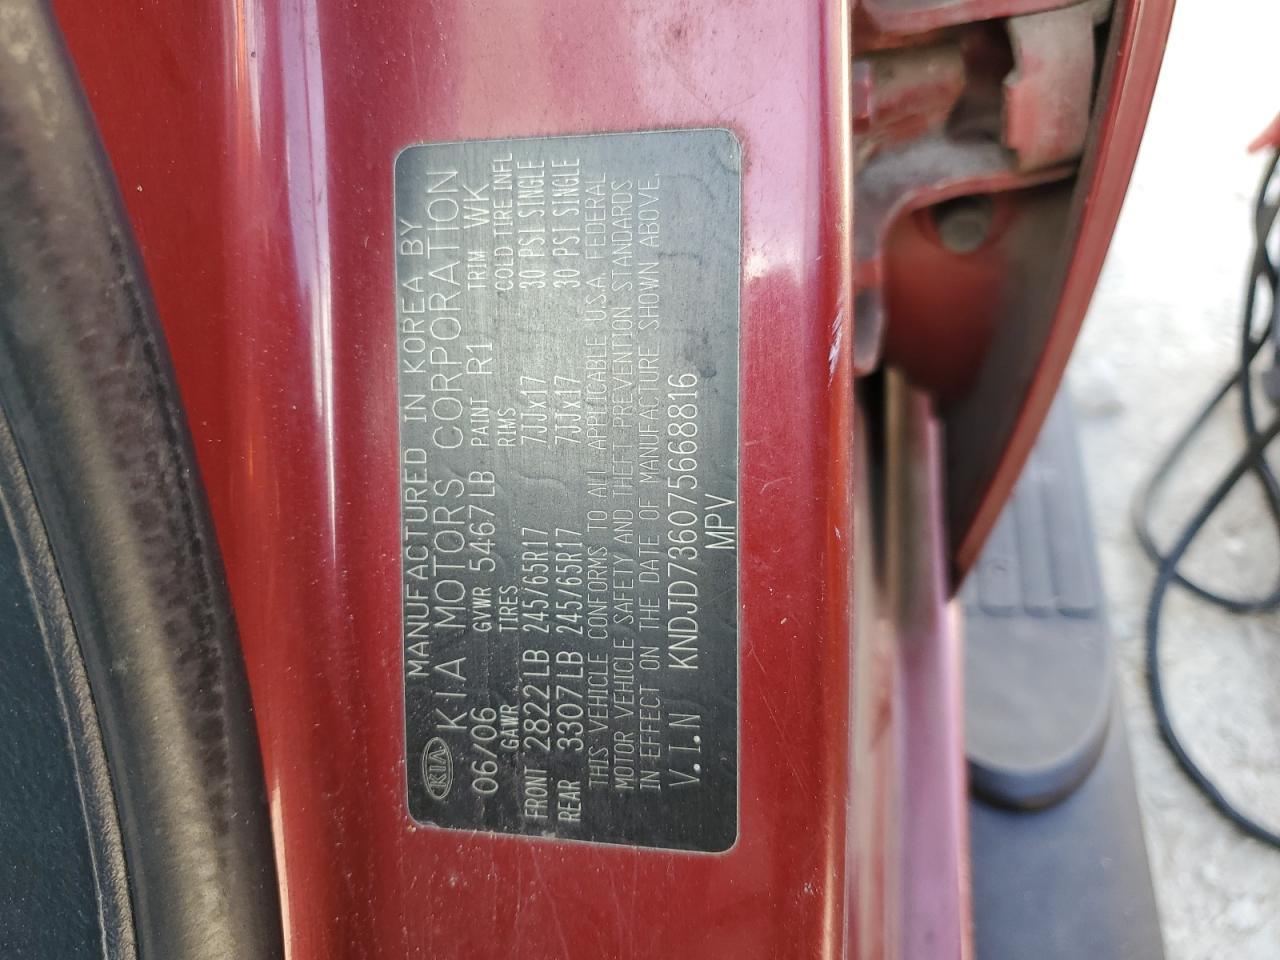 MANUFACTURED IN KOREA BY
KIA KIA MOTORS CORPORATION
06/06 GVWR 5467LB PAINT R1 TRIM WK
GAWR TIRES RIMS COLD TIRE INFL
FRONT 2822LB 245/65R17 7JJx17 30 PSI SINGLE
REAR 3307LB 245/65R17 7JJx17 30 PSI SINGLE
THIS VEHICLE CONFORMS TO ALL APPLICABLE U.S.A. FEDERAL
MOTOR VEHICLE SAFETY AND THEFT PREVENTION STANDARDS
IN EFFECT ON THE DATE OF MANUFACTURE SHOWN ABOVE.
V.I.N KNDJD736075668816
MPV